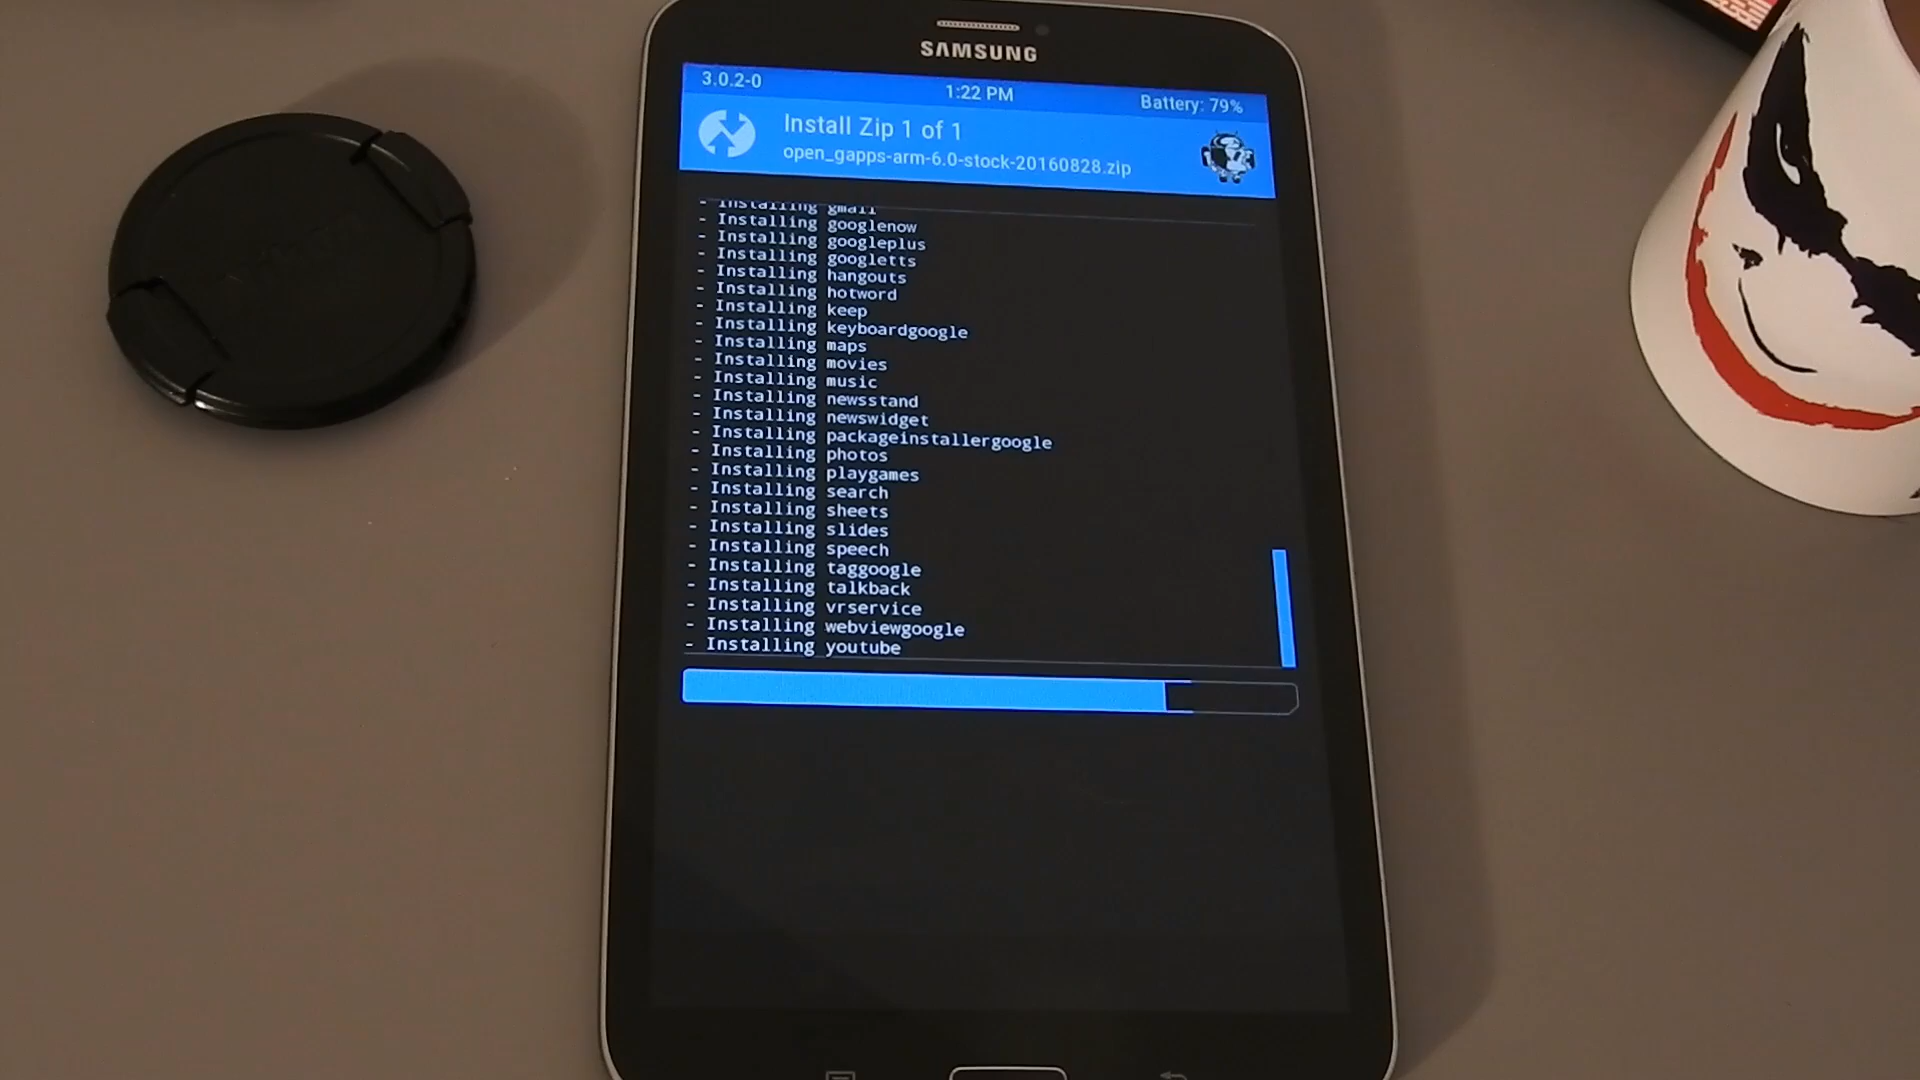 SAMSUNG
3.0.2-0
1:22 PM
Battery: 79%
Install Zip 1 of 1
open_gapps-arm-6.0-stock-20160828.zip
- Installing gmail
- Installing googlenow
- Installing googleplus
- Installing googletts
- Installing hangouts
- Installing hotword
- Installing keep
- Installing keyboardgoogle
- Installing maps
- Installing movies
- Installing music
- Installing newsstand
- Installing newswidget
- Installing packageinstallergoogle
- Installing photos
- Installing playgames
- Installing search
- Installing sheets
- Installing slides
- Installing speech
- Installing taggoogle
- Installing talkback
- Installing vrservice
- Installing webviewgoogle
- Installing youtube